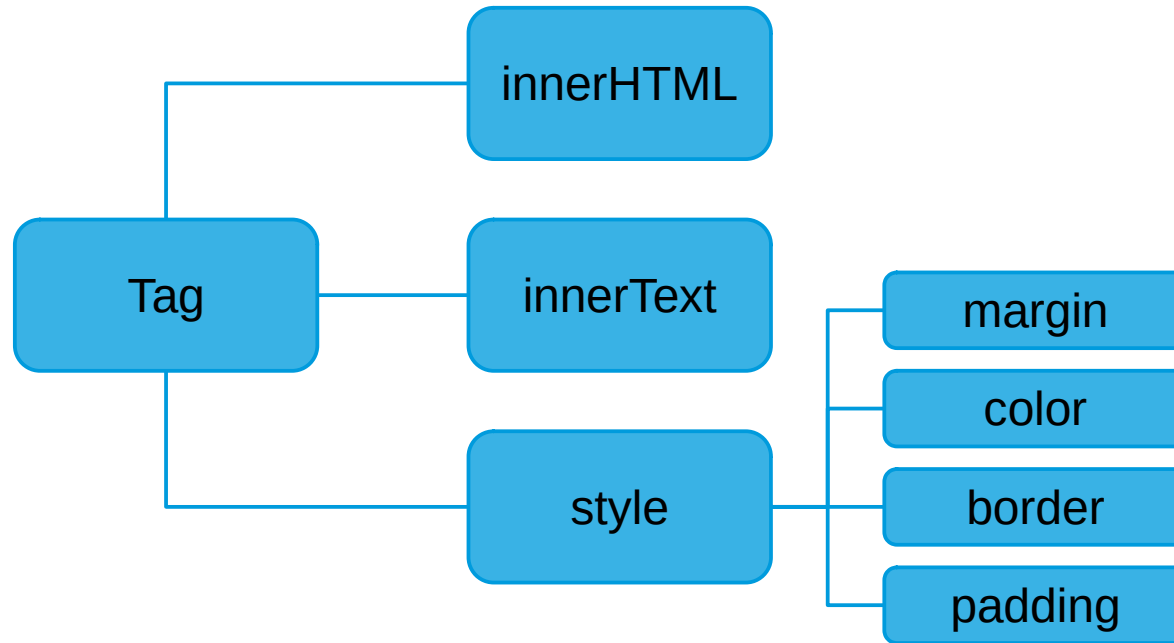 innerHTML
Tag
innerText
style
margin
color
border
padding